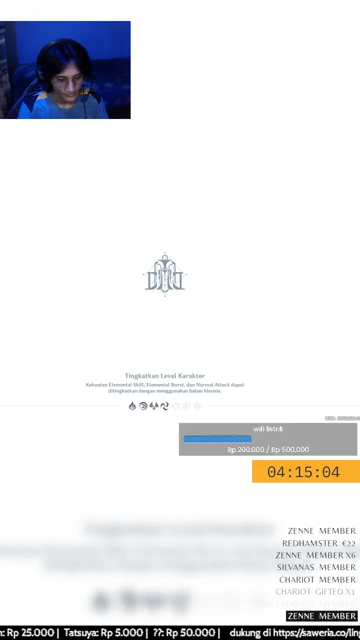 Tingkatkan Level Karakter
Kekuatan Elemental Skill, Elemental Burst, dan Normal Attack dapat
ditingkatkan dengan menggunakan bahan khusus.
wdi listrik
Rp 200,000 / Rp 500,000
04:15:04
ZENNE MEMBER
REDHAMSTER €22
ZENNE MEMBER X6
SILVANAS MEMBER
CHARIOT MEMBER
CHARIOT GIFTED X1
ZENNE MEMBER
: Rp 25.000 | Tatsuya: Rp 5.000 | ??: Rp 50.000 | dukung di https://saweria.co/lin